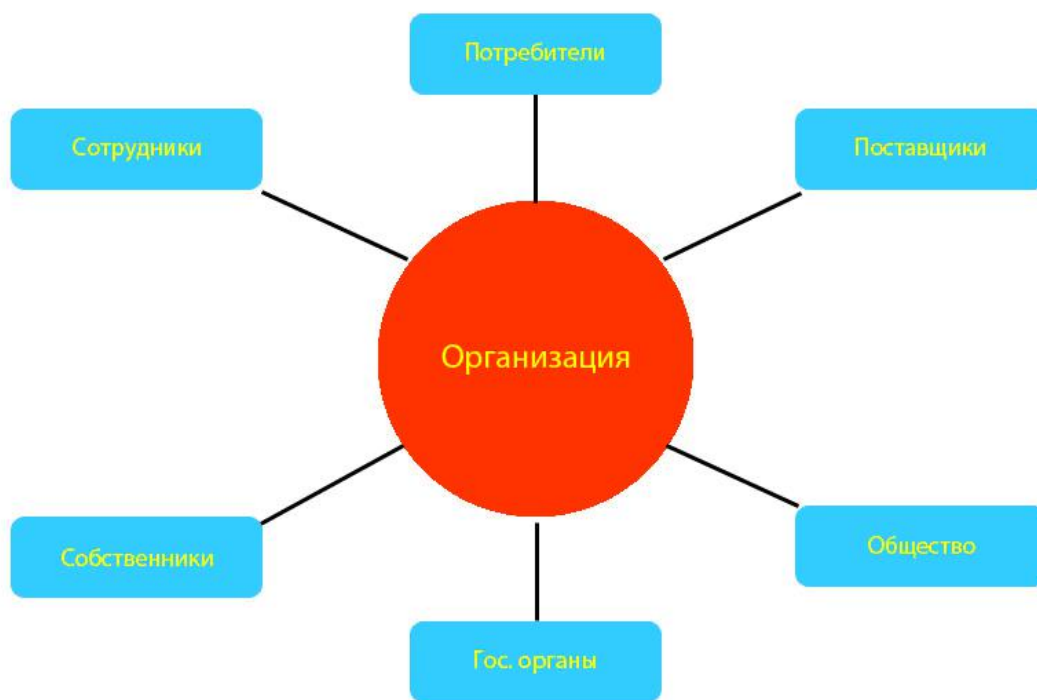 Потребители
Сотрудники
Поставщики
Организация
Собственники
Общество
Гос. органы